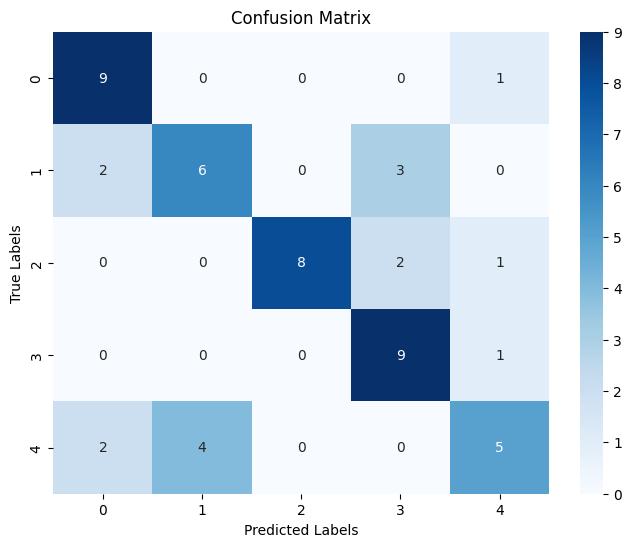 Confusion Matrix
True Labels
0 9 0 0 0 1
1 2 6 0 3 0
2 0 0 8 2 1
3 0 0 0 9 1
4 2 4 0 0 5
0 1 2 3 4
Predicted Labels
9
8
7
6
5
4
3
2
1
0